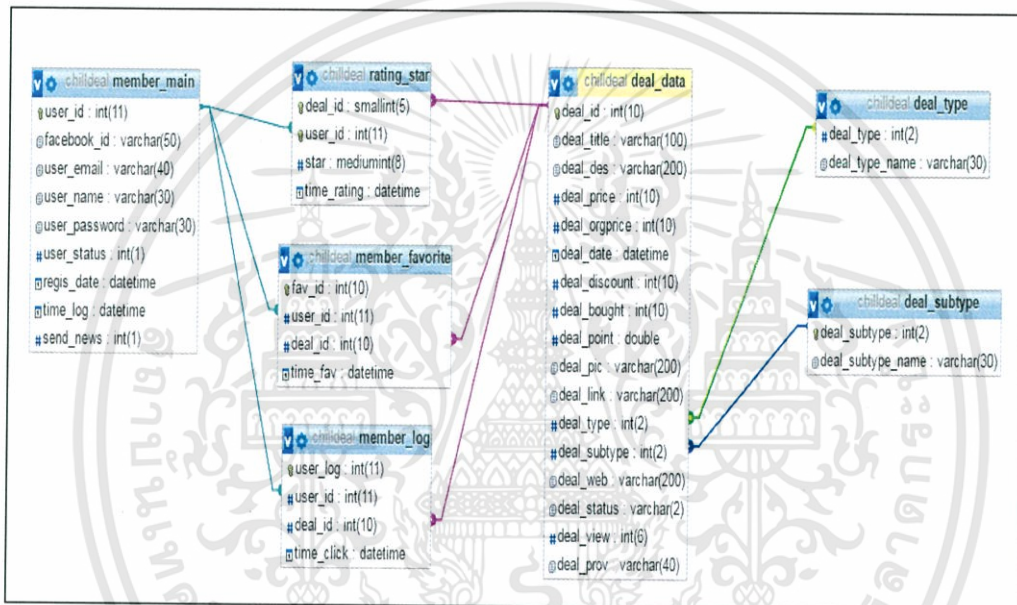 chilldeal member_main
user_id : int(11)
facebook_id : varchar(50)
user_email : varchar(40)
user_name : varchar(30)
user_password : varchar(30)
user_status : int(1)
regis_date : datetime
time_log : datetime
send_news : int(1)
chilldeal rating_star
deal_id : smallint(5)
user_id : int(11)
star : mediumint(8)
time_rating : datetime
chilldeal member_favorite
fav_id : int(10)
user_id : int(11)
deal_id : int(10)
time_fav : datetime
chilldeal member_log
user_log : int(11)
user_id : int(11)
deal_id : int(10)
time_click : datetime
chilldeal deal_data
deal_id : int(10)
deal_title : varchar(100)
deal_des : varchar(200)
deal_price : int(10)
deal_orgprice : int(10)
deal_date : datetime
deal_discount : int(10)
deal_bought : int(10)
deal_point : double
deal_pic : varchar(200)
deal_link : varchar(200)
deal_type : int(2)
deal_subtype : int(2)
deal_web : varchar(200)
deal_status : varchar(2)
deal_view : int(6)
deal_prov : varchar(40)
chilldeal deal_type
deal_type : int(2)
deal_type_name : varchar(30)
chilldeal deal_subtype
deal_subtype : int(2)
deal_subtype_name : varchar(30)